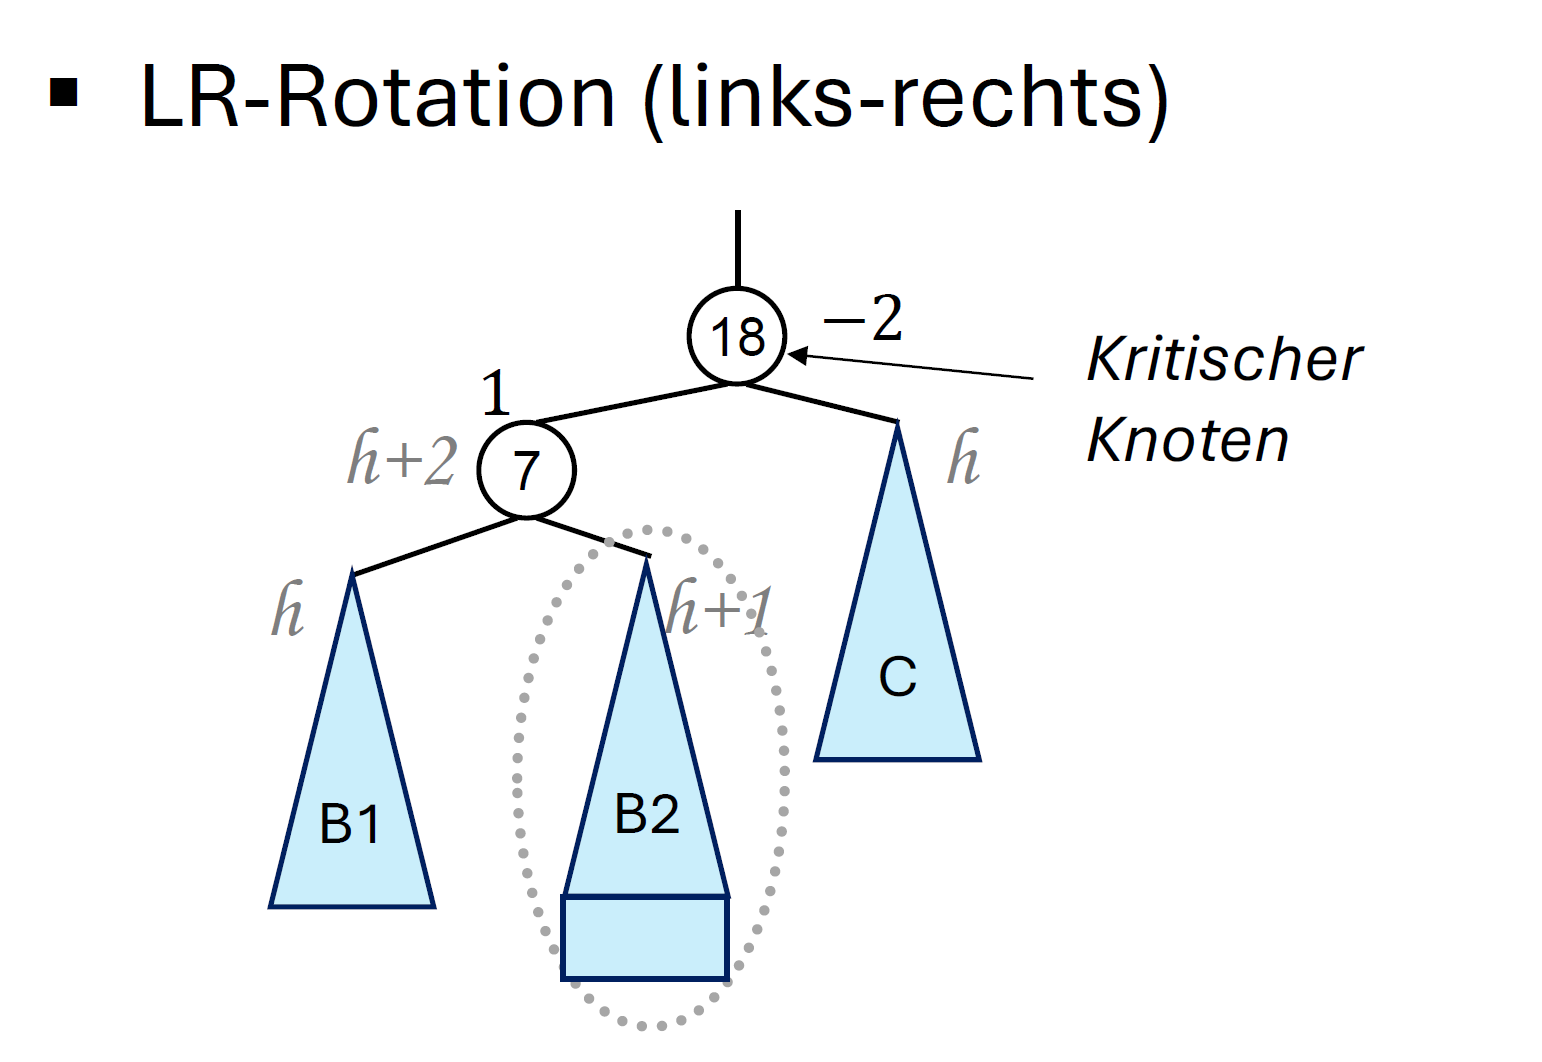 ▪ LR-Rotation (links-rechts)
18
−2
Kritischer
Knoten
1
h+2
7
h
h
h+1
C
B1
B2